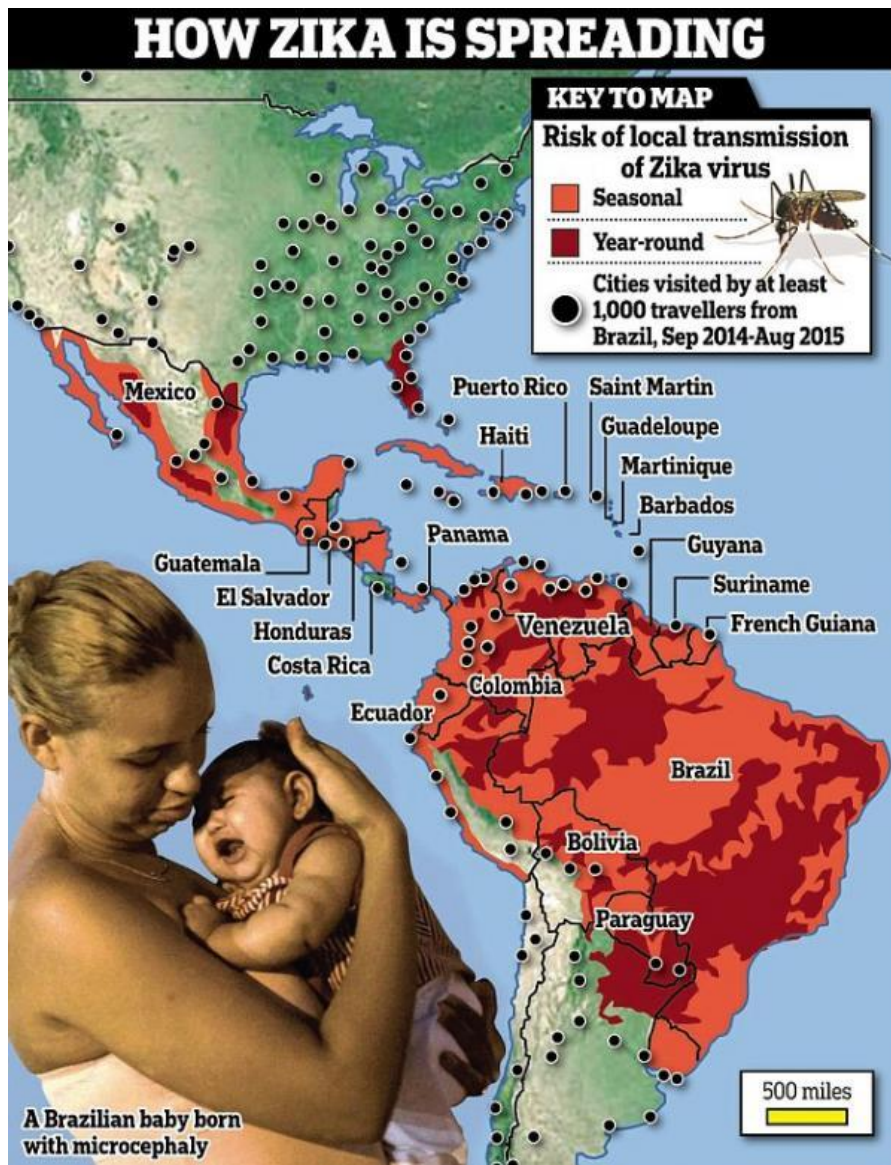 HOW ZIKA IS SPREADING
KEY TO MAP
Risk of local transmission
of Zika virus
Seasonal
Year-round
Cities visited by at least
1,000 travellers from
Brazil, Sep 2014-Aug 2015
Mexico
Puerto Rico
Saint Martin
Haiti
Guadeloupe
Martinique
Barbados
Guatemala
Panama
Guyana
El Salvador
Suriname
Honduras
Venezuela
French Guiana
Costa Rica
Colombia
Ecuador
Brazil
Bolivia
Paraguay
500 miles
A Brazilian baby born
with microcephaly